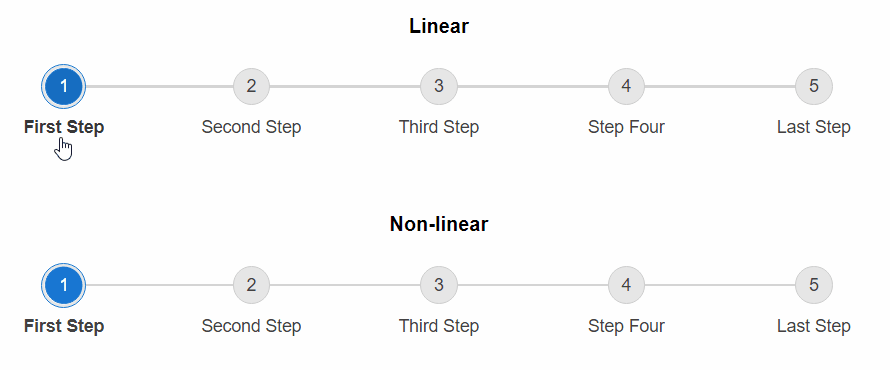 Linear
1 2 3 4 5
First Step Second Step Third Step Step Four Last Step
Non-linear
1 2 3 4 5
First Step Second Step Third Step Step Four Last Step